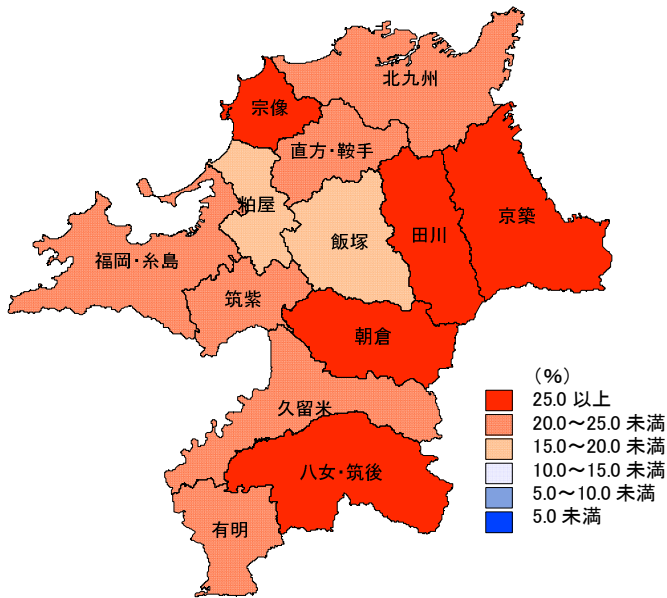 北九州
宗像
直方・鞍手
粕屋
京築
田川
飯塚
福岡・糸島
筑紫
朝倉
久留米
八女・筑後
有明
（%）
25.0 以上
20.0～25.0 未満
15.0～20.0 未満
10.0～15.0 未満
5.0～10.0 未満
5.0 未満